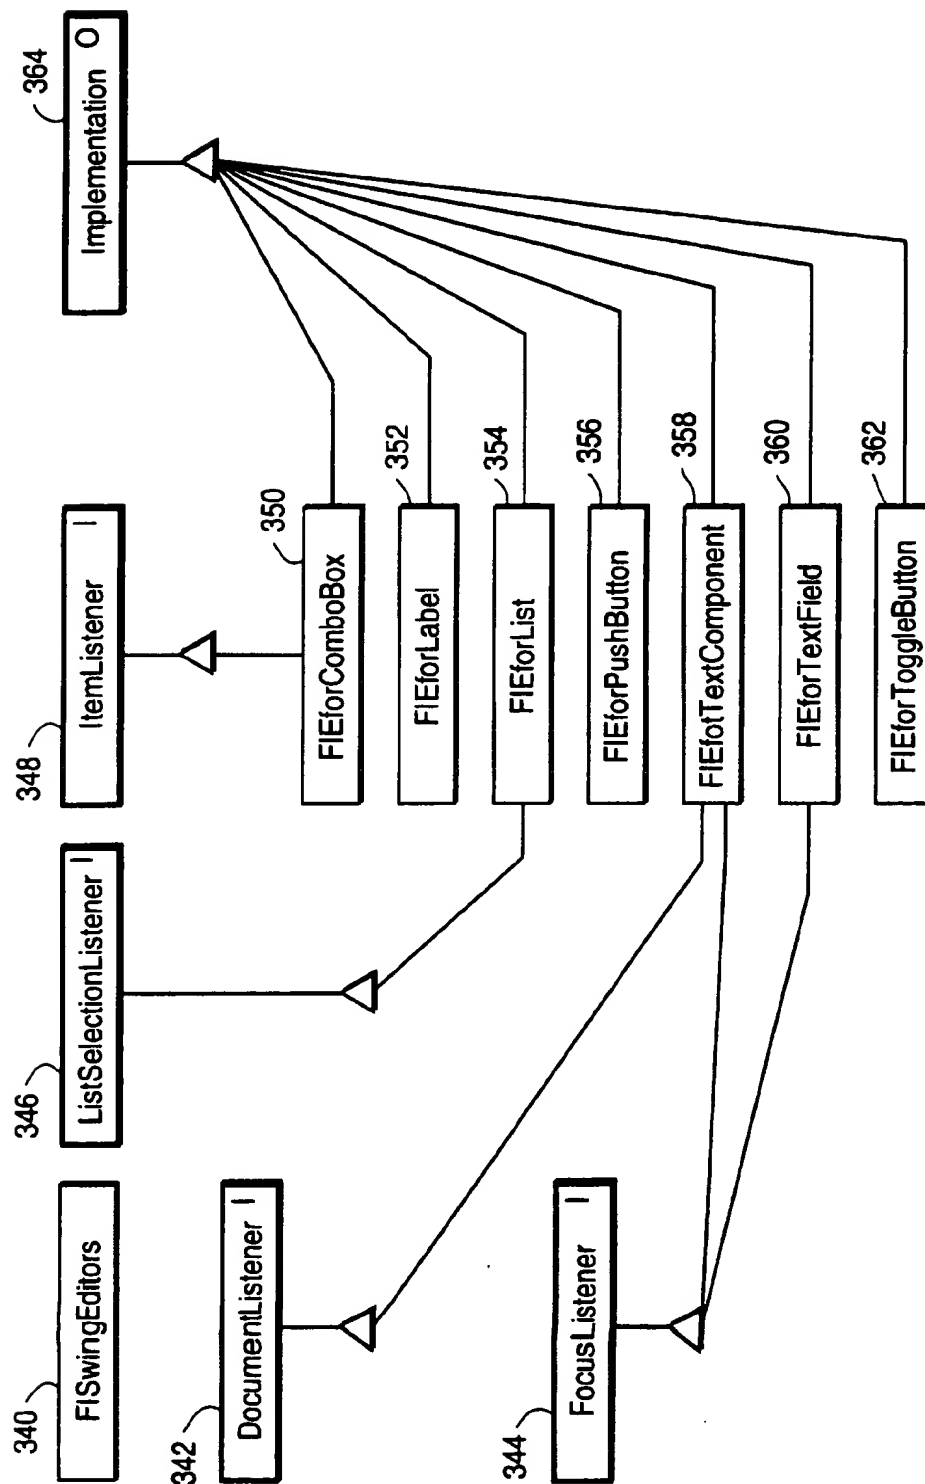 340
FISwingEditors
346
ListSelectionListener I
348
ItemListener I
364
Implementation O
342
DocumentListener I
344
FocusListener I
350
FIEforComboBox
352
FIEforLabel
354
FIEforList
356
FIEforPushButton
358
FIEfotTextComponent
360
FIEforTextField
362
FIEforToggleButton